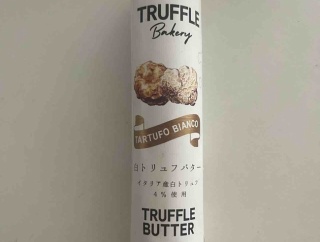 TRUFFLE
Bakery
TARTUFO BIANCO
白トリュフバター
イタリア産白トリュフ
4%使用
TRUFFLE
BUTTER